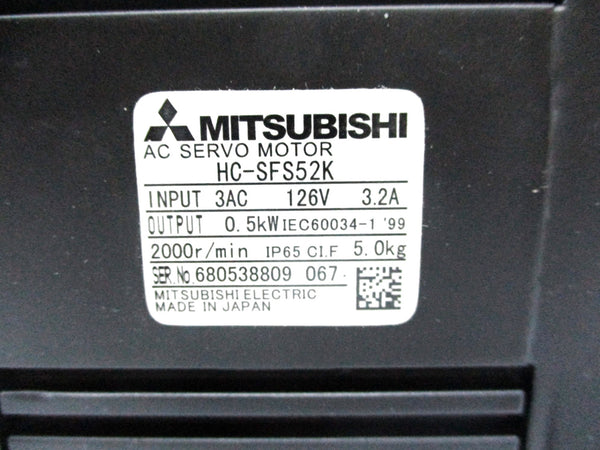 MITSUBISHI
AC SERVO MOTOR
HC-SFS52K
INPUT 3AC 126V 3.2A
OUTPUT 0.5kW IEC60034-1 '99
2000r/min IP65 CI.F 5.0kg
SER.No.680538809 067
MITSUBISHI ELECTRIC
MADE IN JAPAN